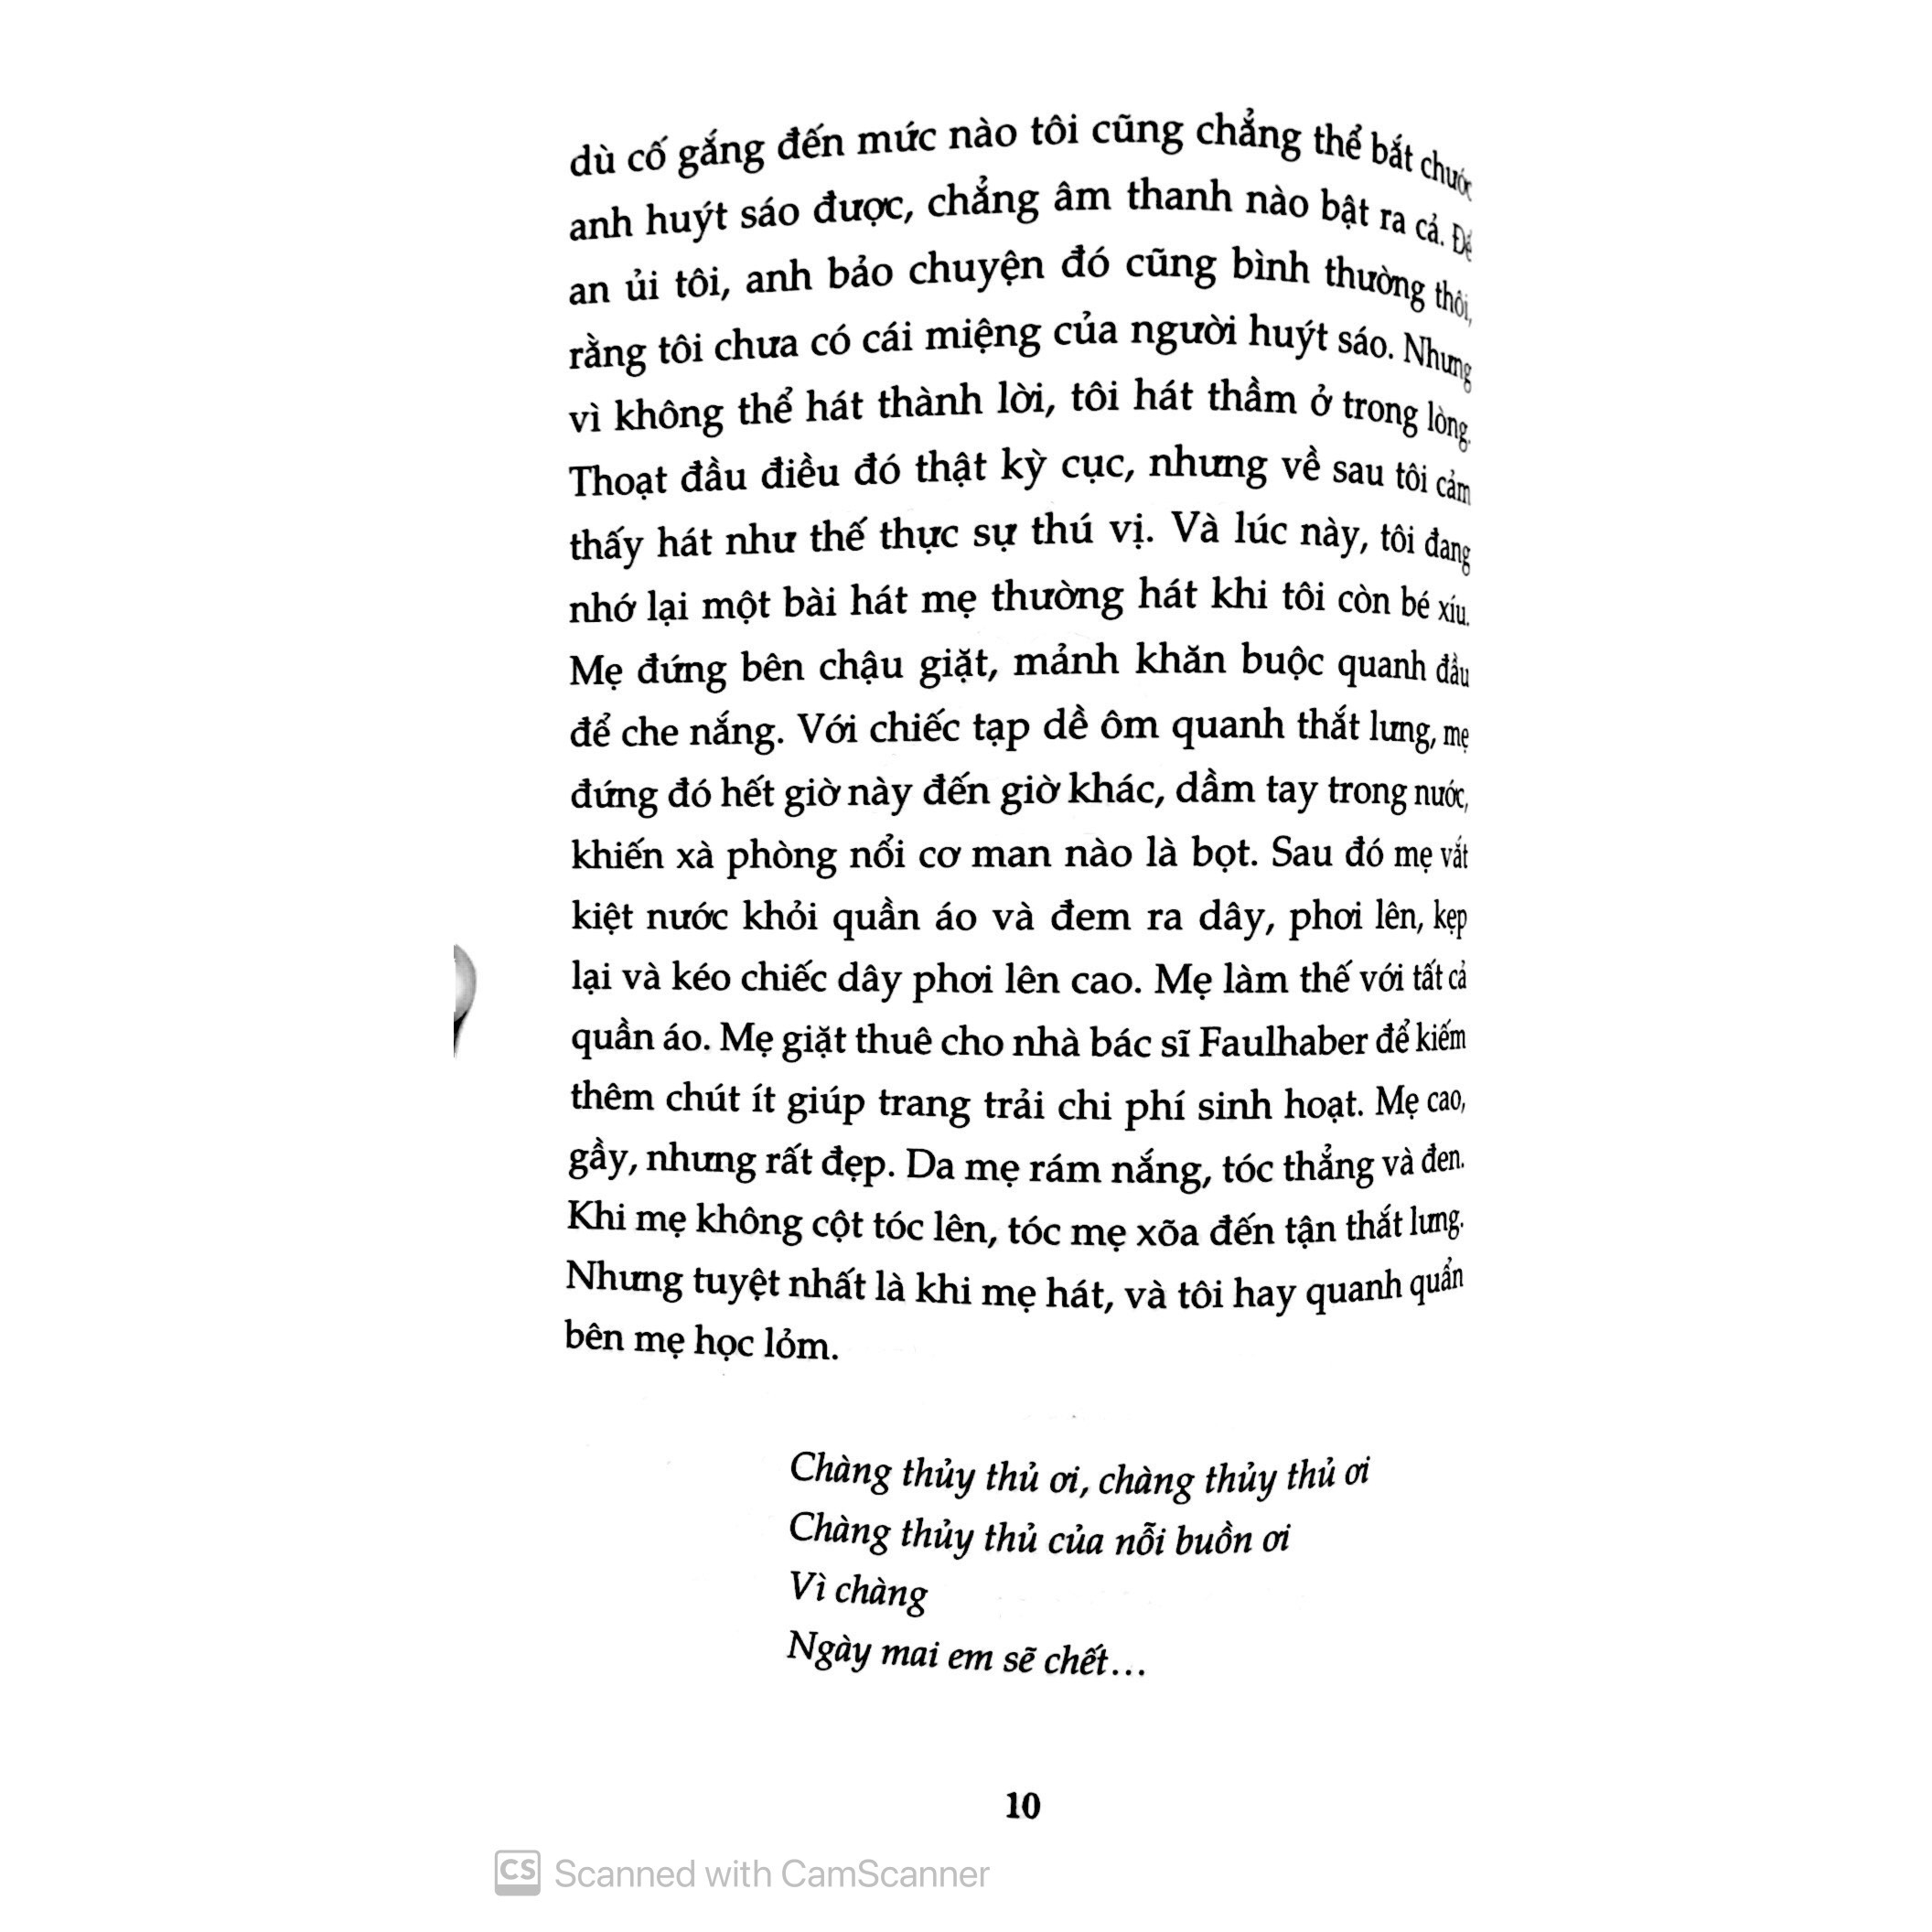 dù cố gắng đến mức nào tôi cũng chẳng thể bắt chước
anh huýt sáo được, chẳng âm thanh nào bật ra cả. Để
an ủi tôi, anh bảo chuyện đó cũng bình thường thôi,
rằng tôi chưa có cái miệng của người huýt sáo. Nhưng
vì không thể hát thành lời, tôi hát thầm ở trong lòng.
Thoạt đầu điều đó thật kỳ cục, nhưng về sau tôi cảm
thấy hát như thế thực sự thú vị. Và lúc này, tôi đang
nhớ lại một bài hát mẹ thường hát khi tôi còn bé xíu.
Mẹ đứng bên chậu giặt, mảnh khăn buộc quanh đầu
để che nắng. Với chiếc tạp dề ôm quanh thắt lưng, mẹ
đứng đó hết giờ này đến giờ khác, dầm tay trong nước,
khiến xà phòng nổi cơ man nào là bọt. Sau đó mẹ vắt
kiệt nước khỏi quần áo và đem ra dây, phơi lên, kẹp
lại và kéo chiếc dây phơi lên cao. Mẹ làm thế với tất cả
quần áo. Mẹ giặt thuê cho nhà bác sĩ Faulhaber để kiếm
thêm chút ít giúp trang trải chi phí sinh hoạt. Mẹ cao,
gầy, nhưng rất đẹp. Da mẹ rám nắng, tóc thẳng và đen.
Khi mẹ không cột tóc lên, tóc mẹ xõa đến tận thắt lưng.
Nhưng tuyệt nhất là khi mẹ hát, và tôi hay quanh quẩn
bên mẹ học lỏm.
Chàng thủy thủ ơi, chàng thủy thủ ơi
Chàng thủy thủ của nỗi buồn ơi
Vì chàng
Ngày mai em sẽ chết...
10
CS Scanned with CamScanner